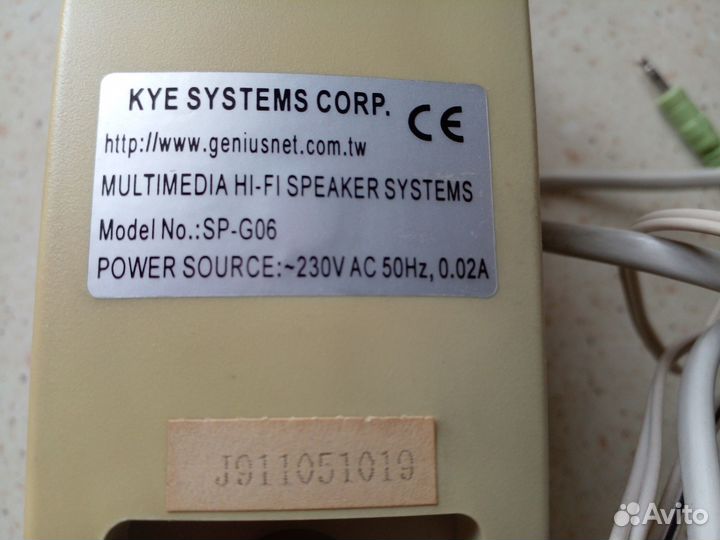 KYE SYSTEMS CORP. CE
http://www.geniusnet.com.tw
MULTIMEDIA HI-FI SPEAKER SYSTEMS
Model No.:SP-G06
POWER SOURCE:~230V AC 50Hz, 0.02A
J911051019
Avito